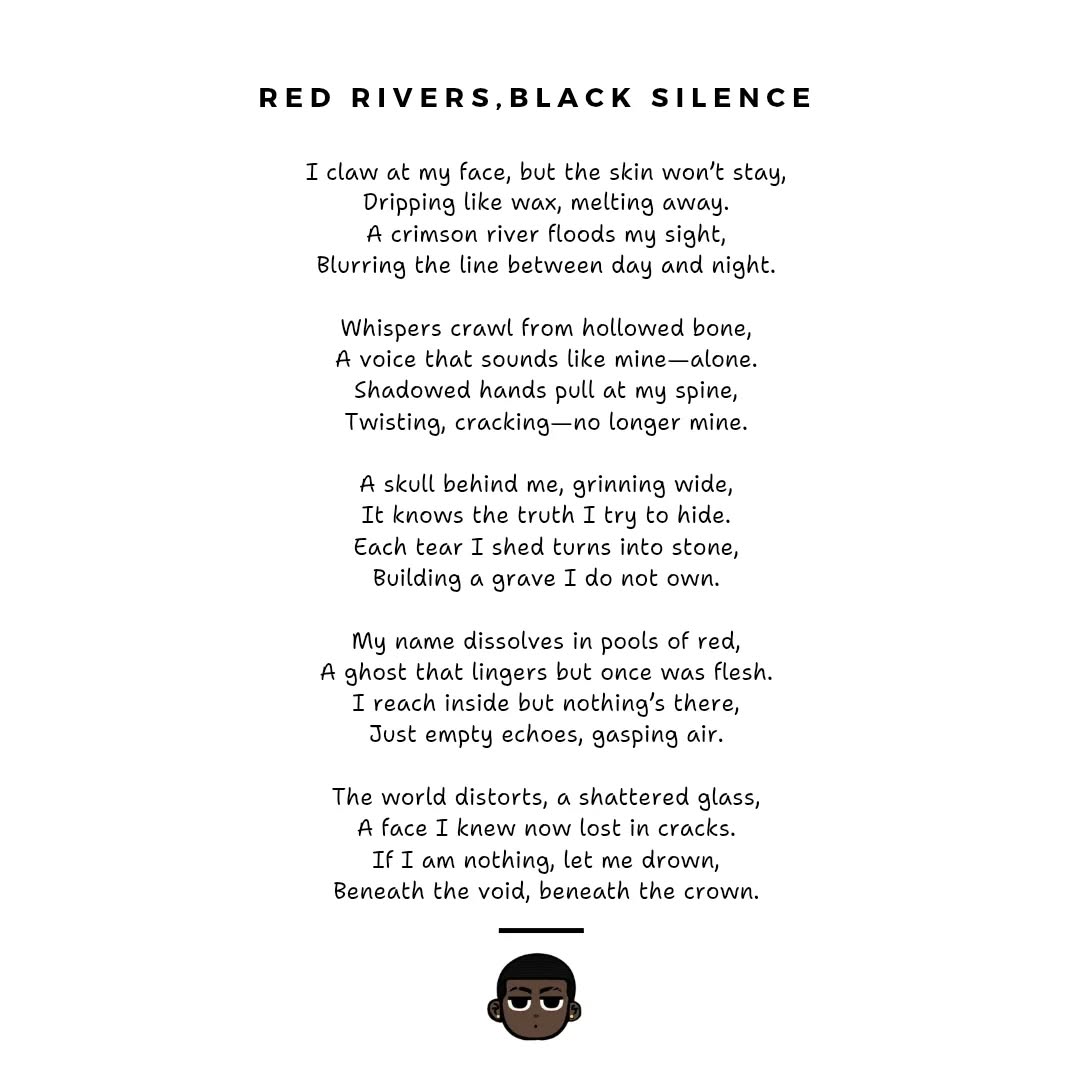 RED RIVERS,BLACK SILENCE
I claw at my face, but the skin won't stay,
Dripping like wax, melting away.
A crimson river floods my sight,
Blurring the line between day and night.
Whispers crawl from hollowed bone,
A voice that sounds like mine—alone.
Shadowed hands pull at my spine,
Twisting, cracking—no longer mine.
A skull behind me, grinning wide,
It knows the truth I try to hide.
Each tear I shed turns into stone,
Building a grave I do not own.
My name dissolves in pools of red,
A ghost that lingers but once was flesh.
I reach inside but nothing's there,
Just empty echoes, gasping air.
The world distorts, a shattered glass,
A face I knew now lost in cracks.
If I am nothing, let me drown,
Beneath the void, beneath the crown.